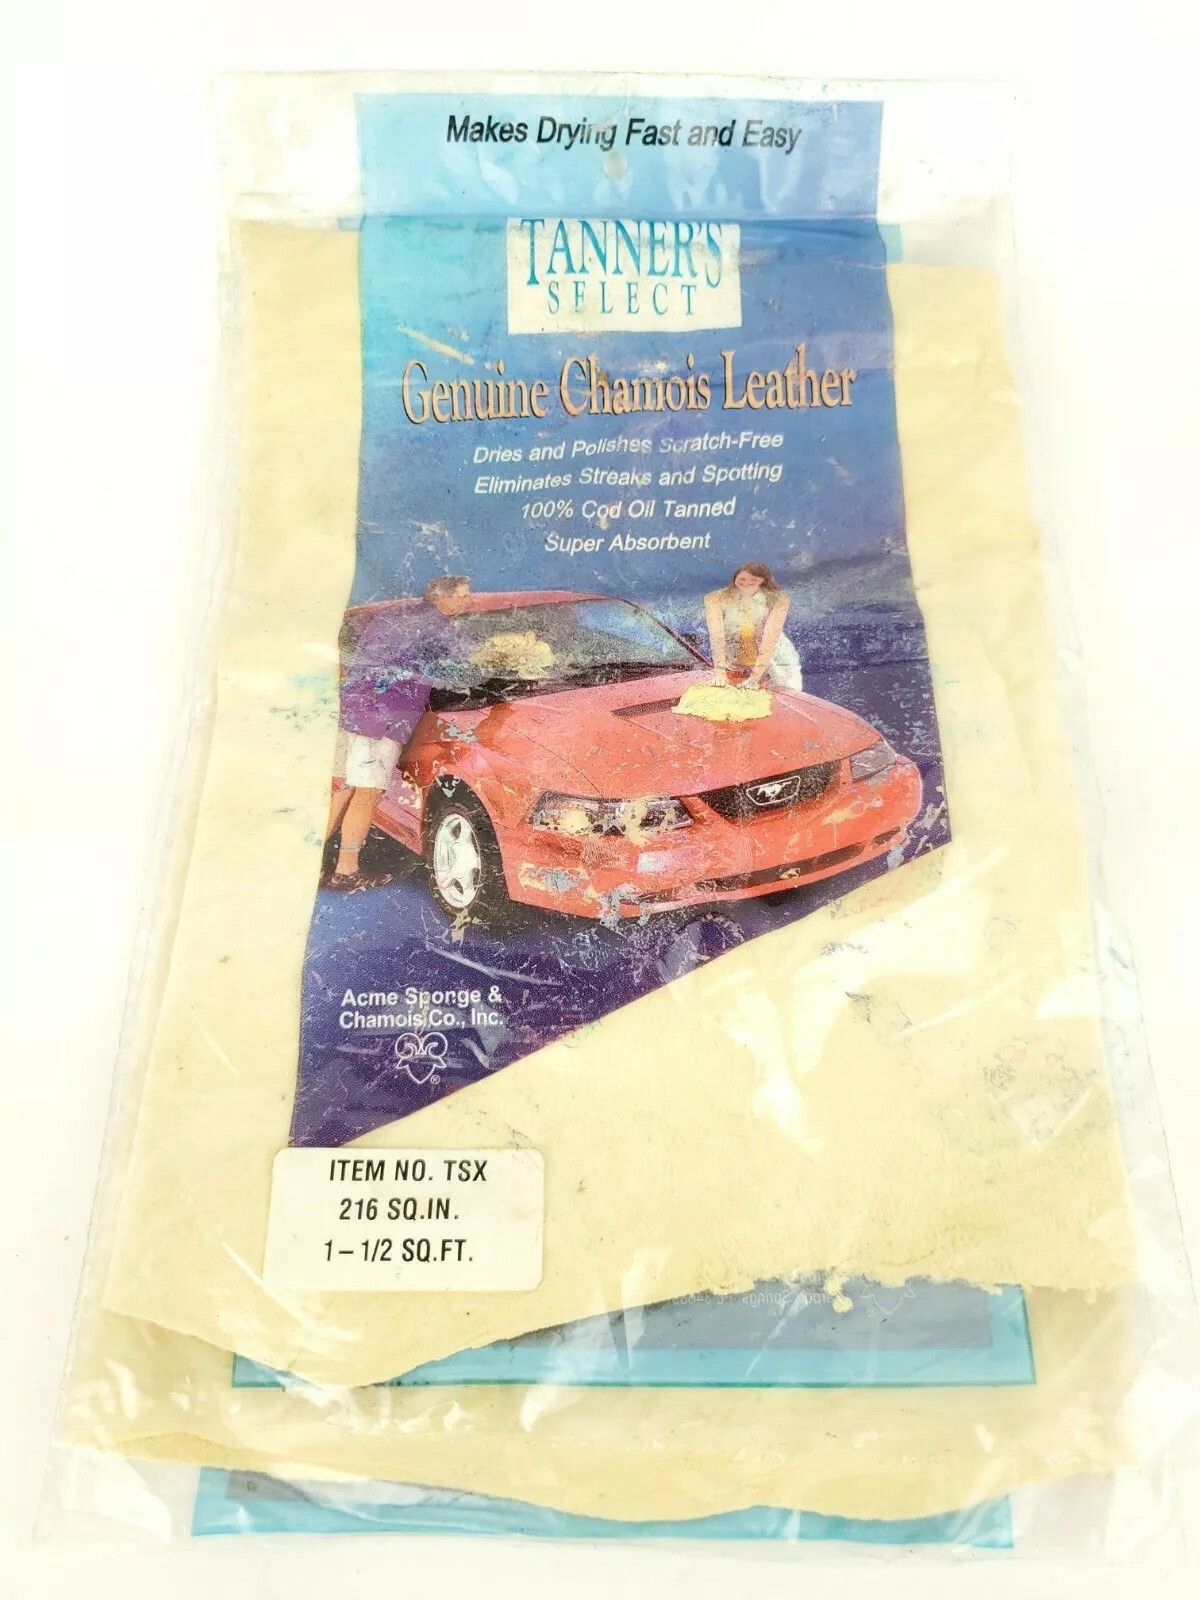 Makes Drying Fast and Easy
TANNER'S
SELECT
Genuine Chamois Leather
Dries and Polishes Scratch-Free
Eliminates Streaks and Spotting
100% Cod Oil Tanned
Super Absorbent
Acme Sponge &
Chamois Co., Inc.
®
ITEM NO. TSX
216 SQ.IN.
1-1/2 SQ.FT.